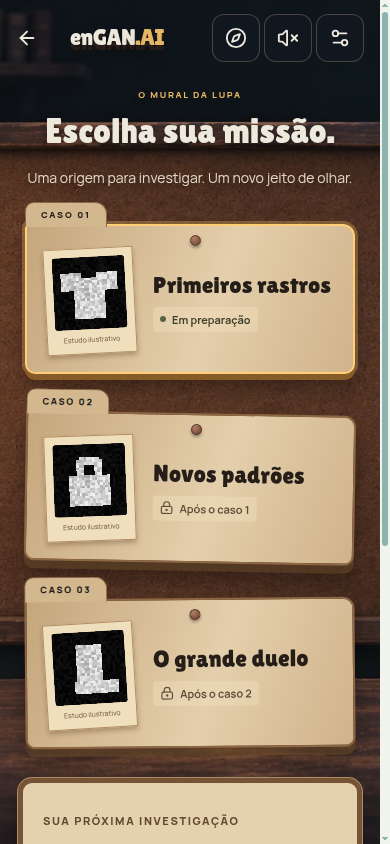 enGAN.AI
O MURAL DA LUPA
Escolha sua missão.
Uma origem para investigar. Um novo jeito de olhar.
CASO 01
Primeiros rastros
Em preparação
Estudo ilustrativo
CASO 02
Novos padrões
Após o caso 1
Estudo ilustrativo
CASO 03
O grande duelo
Após o caso 2
Estudo ilustrativo
SUA PRÓXIMA INVESTIGAÇÃO